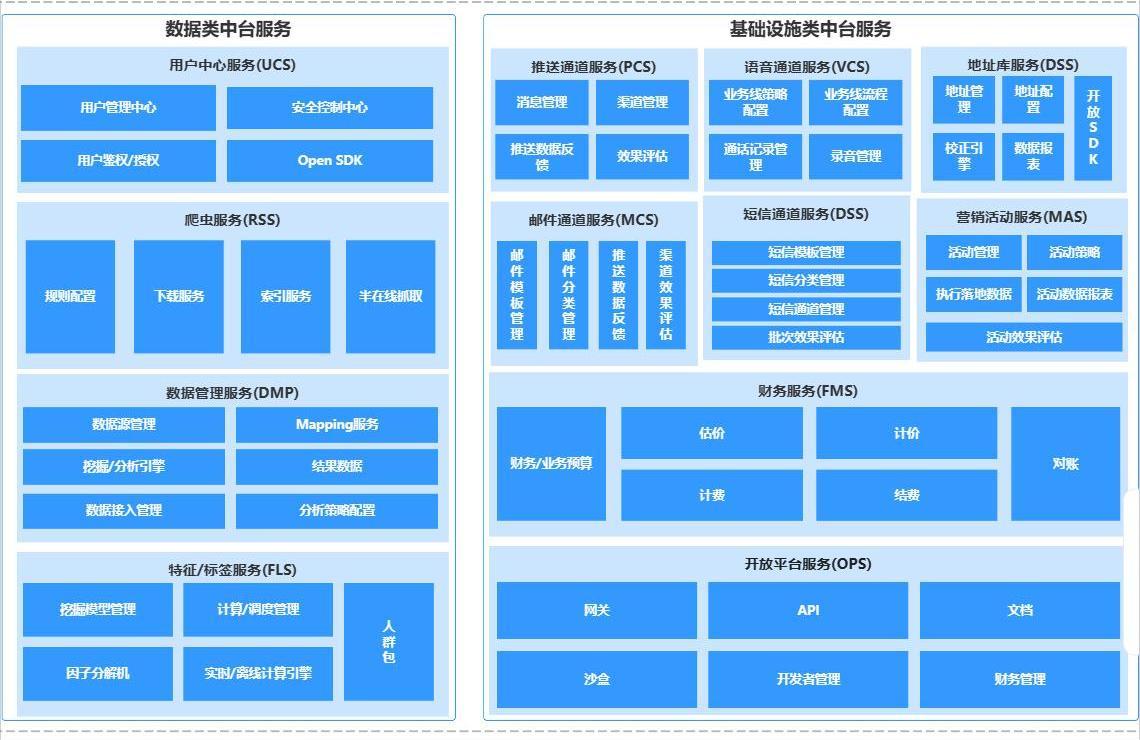 数据类中台服务
用户中心服务(UCS)
用户管理中心
安全控制中心
用户鉴权/授权
Open SDK
爬虫服务(RSS)
规则配置
下载服务
索引服务
半在线抓取
数据管理服务(DMP)
数据源管理
Mapping服务
挖掘/分析引擎
结果数据
数据接入管理
分析策略配置
特征/标签服务(FLS)
挖掘模型管理
计算/调度管理
因子分解机
实时/离线计算引擎
人群包
基础设施类中台服务
推送通道服务(PCS)
消息管理
渠道管理
推送数据反
馈
效果评估
语音通道服务(VCS)
业务线策略
配置
业务线流程
配置
通话记录管
理
录音管理
地址库服务(DSS)
地址管
理
地址配
置
校正引
擎
数据报
表
开放SDK
邮件通道服务(MCS)
邮件模板管理
邮件分类管理
推送数据反馈
渠道效果评估
短信通道服务(DSS)
短信模板管理
短信分类管理
短信通道管理
批次效果评估
营销活动服务(MAS)
活动管理
活动策略
执行落地数据
活动数据报表
活动效果评估
财务服务(FMS)
财务/业务预算
估价
计价
计费
结费
对账
开放平台服务(OPS)
网关
API
文档
沙盒
开发者管理
财务管理